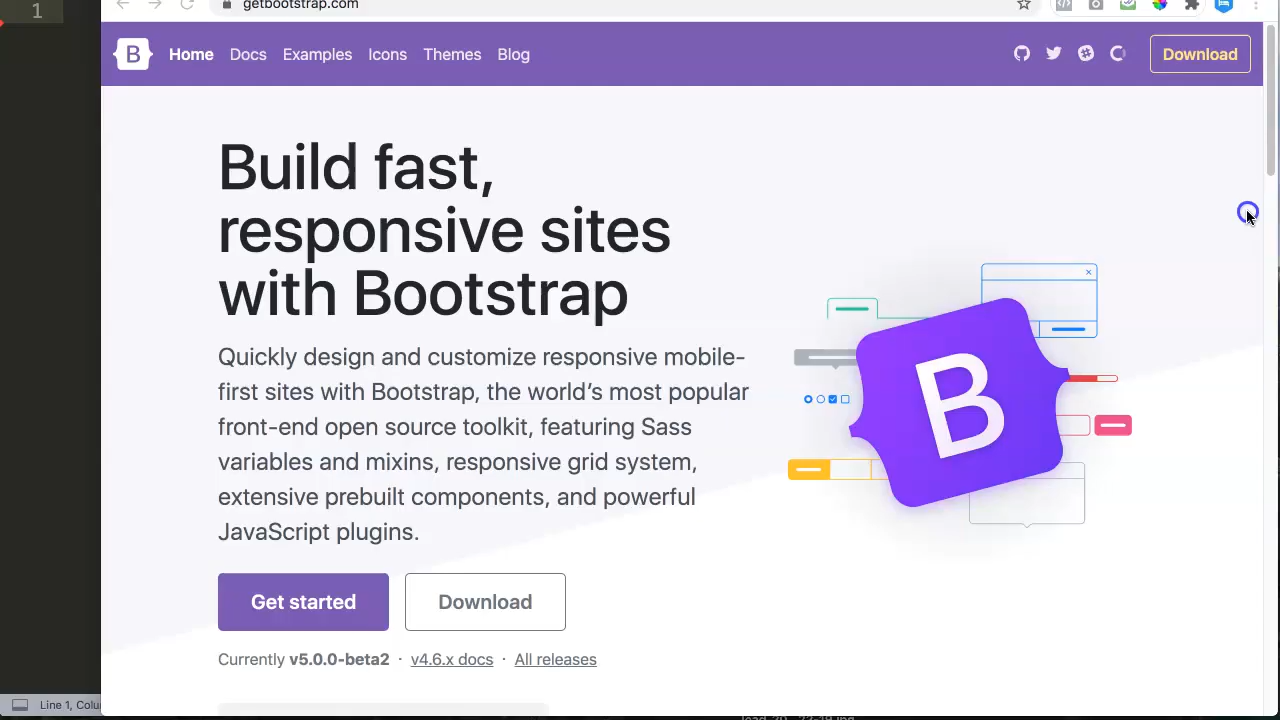 1
getbootstrap.com
B
Home Docs Examples Icons Themes Blog
Download
Build fast,
responsive sites
with Bootstrap
Quickly design and customize responsive mobile-
first sites with Bootstrap, the world’s most popular
front-end open source toolkit, featuring Sass
variables and mixins, responsive grid system,
extensive prebuilt components, and powerful
JavaScript plugins.
B
Get started
Download
Currently v5.0.0-beta2 · v4.6.x docs · All releases
Line 1, Colu